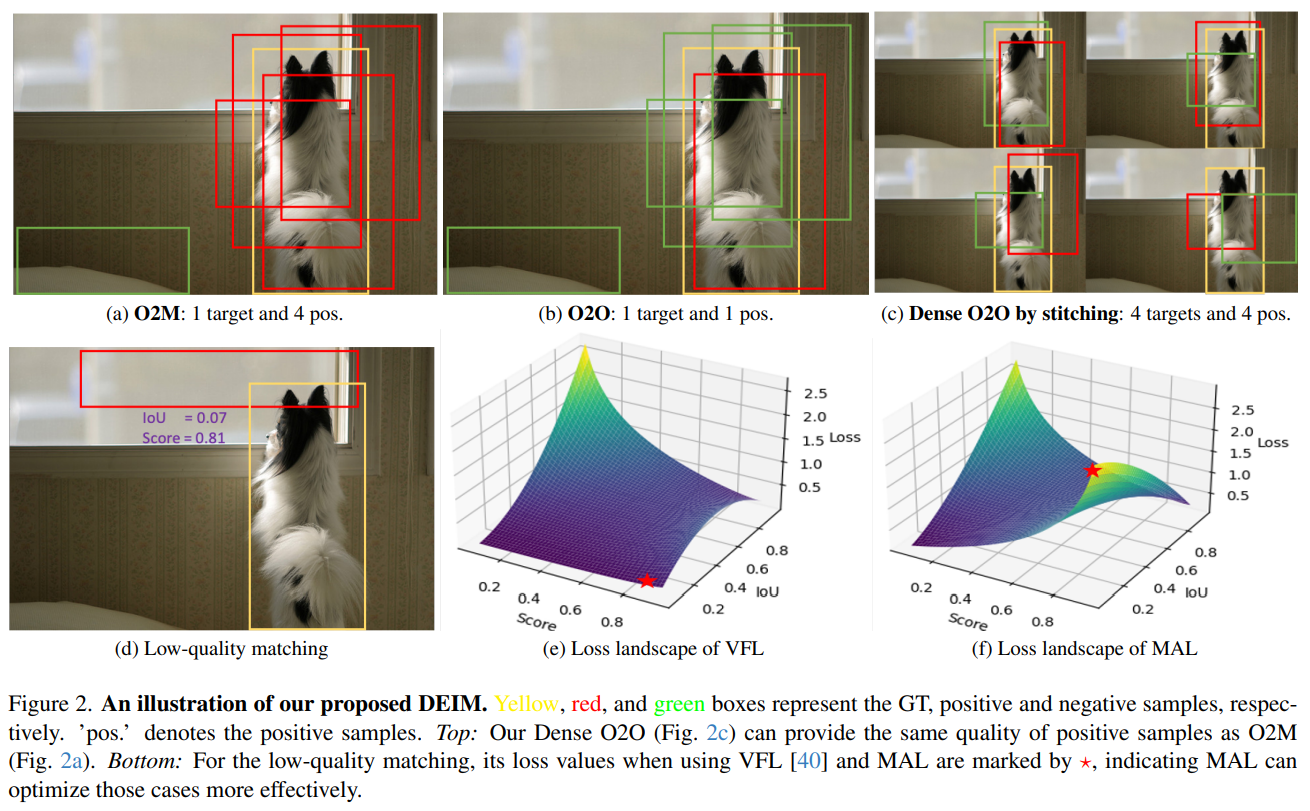 (a) O2M: 1 target and 4 pos.
(b) O2O: 1 target and 1 pos.
(c) Dense O2O by stitching: 4 targets and 4 pos.
IoU = 0.07
Score = 0.81
2.5
2.0
1.5
1.0
0.5
Loss
0.2
0.4
0.6
0.8
Score
0.2
0.4
0.6
0.8
IoU
2.5
2.0
1.5
1.0
0.5
Loss
0.2
0.4
0.6
0.8
Score
0.2
0.4
0.6
0.8
IoU
(d) Low-quality matching
(e) Loss landscape of VFL
(f) Loss landscape of MAL
Figure 2. An illustration of our proposed DEIM. Yellow, red, and green boxes represent the GT, positive and negative samples, respec-
tively. ’pos.’ denotes the positive samples. Top: Our Dense O2O (Fig. 2c) can provide the same quality of positive samples as O2M
(Fig. 2a). Bottom: For the low-quality matching, its loss values when using VFL [40] and MAL are marked by ★, indicating MAL can
optimize those cases more effectively.